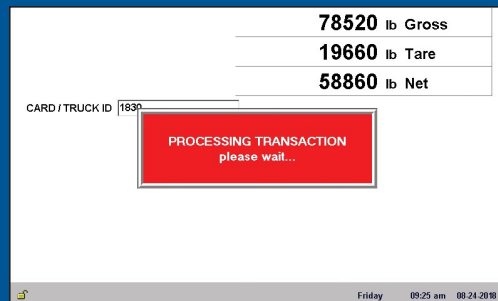 78520 lb Gross
19660 lb Tare
58860 lb Net
CARD / TRUCK ID 1830
PROCESSING TRANSACTION
please wait...
Friday 09:25 am 08-24-2018